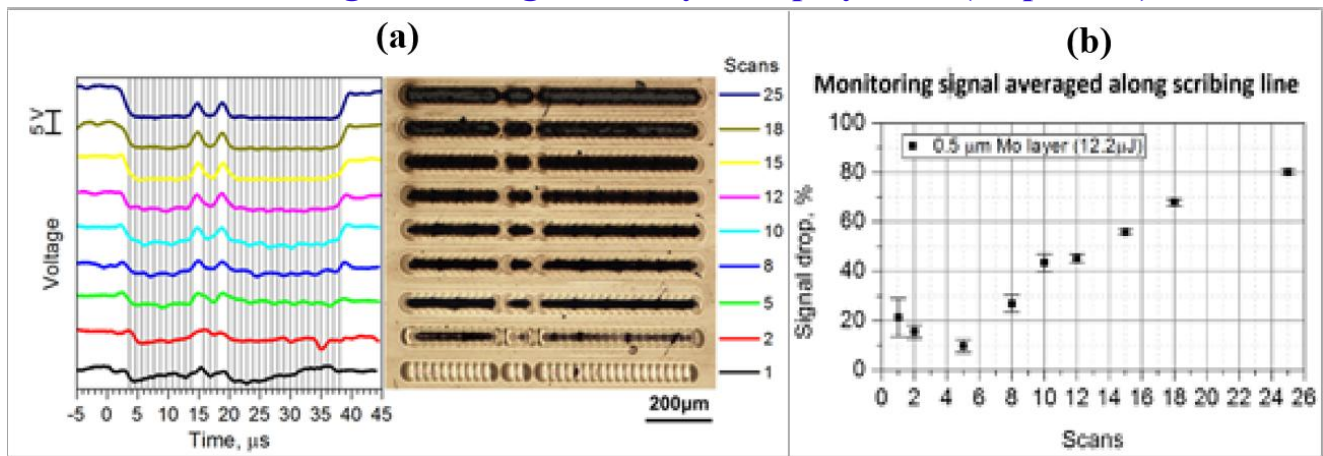 (a)
Scans
25
18
15
12
10
8
5
2
1
5V
Voltage
-5 0 5 10 15 20 25 30 35 40 45
Time, µs
200µm
(b)
Monitoring signal averaged along scribing line
100
80
60
40
20
0
0.5 µm Mo layer (12.2µJ)
Signal drop, %
0 2 4 6 8 10 12 14 16 18 20 22 24 26
Scans